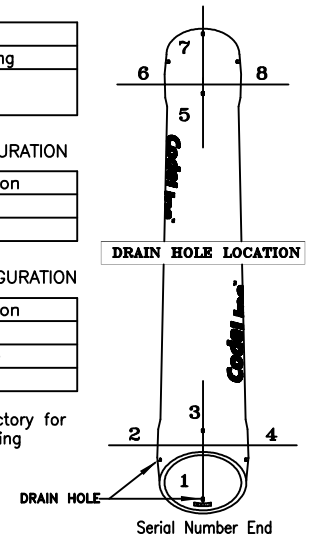 ng
URATION
on
GURATION
on
ctory for
ing
7
6
8
5
Codel Inc
DRAIN HOLE LOCATION
Codel Inc
3
2
4
1
DRAIN HOLE
Serial Number End